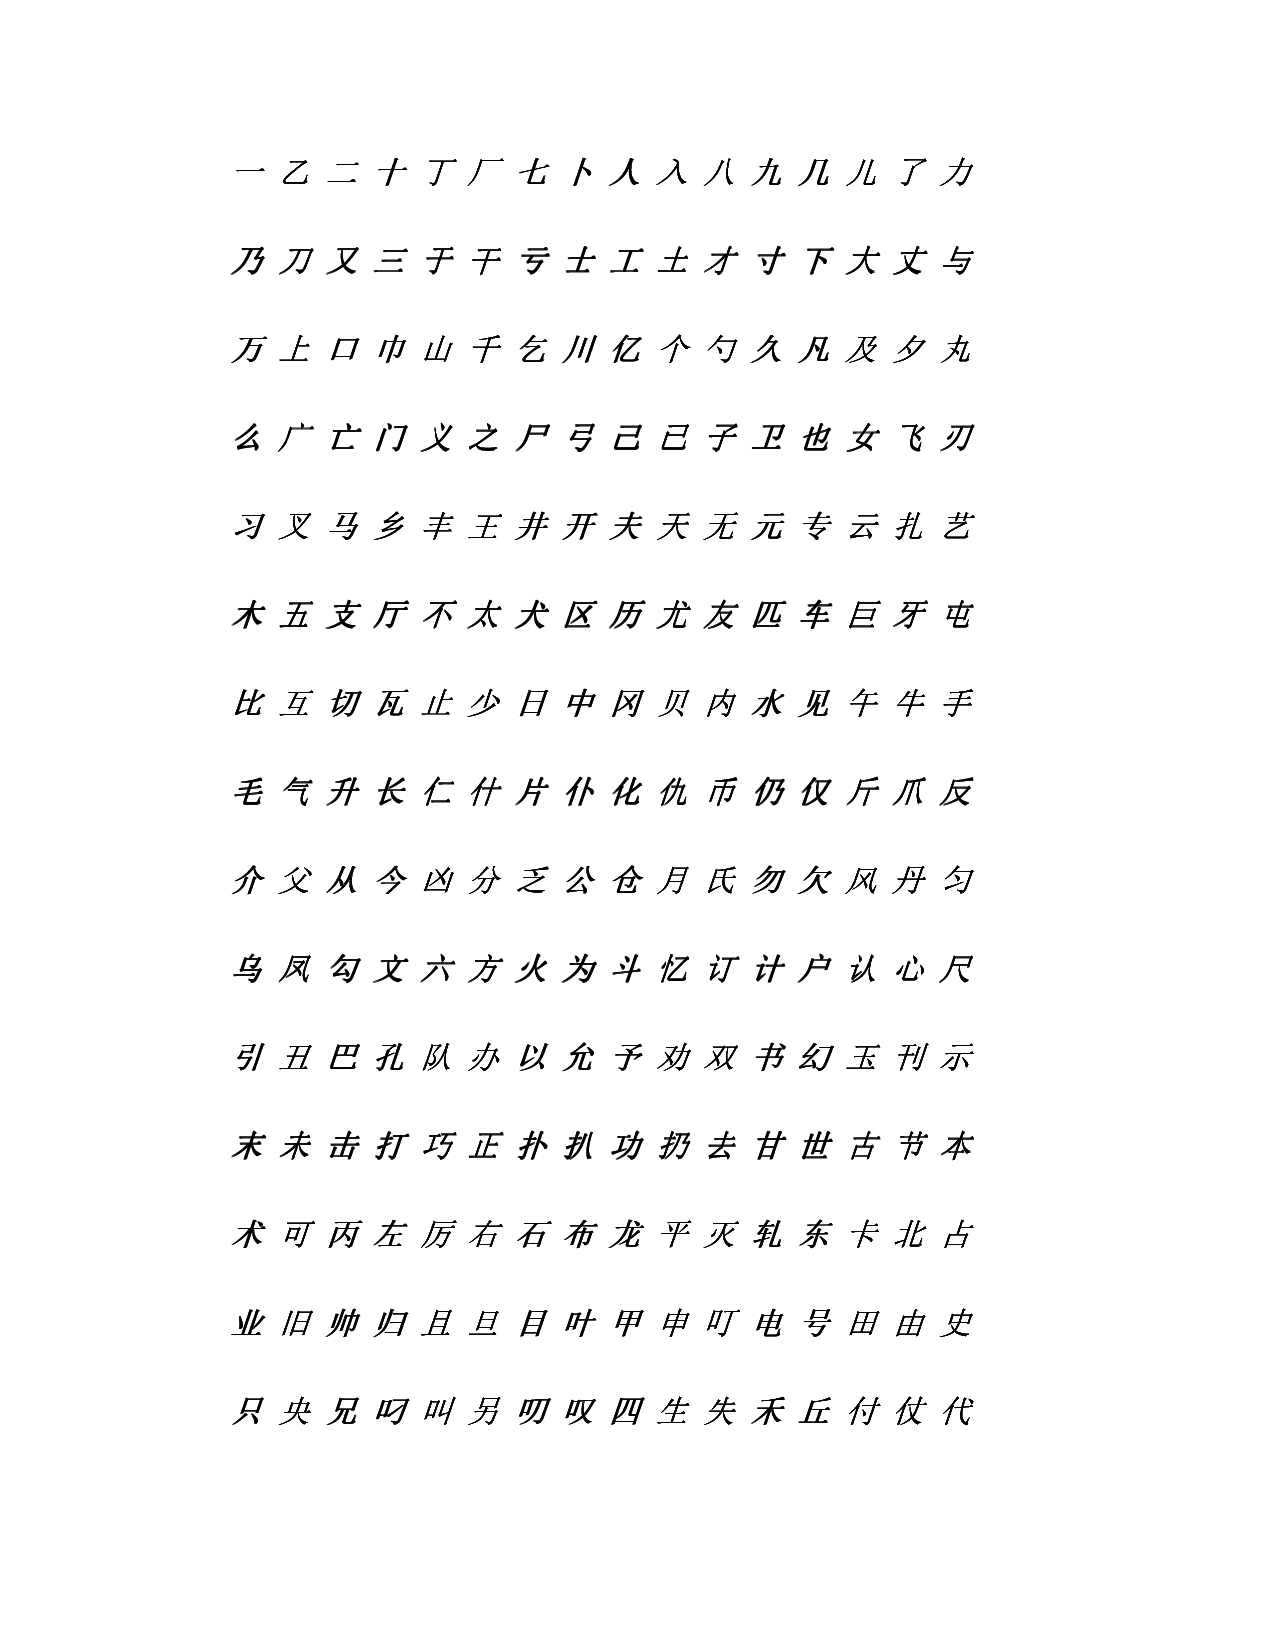 一 乙 二 十 丁 厂 七 卜 人 入 八 九 几 儿 了 力
乃 刀 又 三 于 干 亏 士 工 土 才 寸 下 大 丈 与
万 上 口 巾 山 千 乞 川 亿 个 勺 久 凡 及 夕 丸
么 广 亡 门 义 之 尸 弓 己 已 子 卫 也 女 飞 刃
习 叉 马 乡 丰 王 井 开 夫 天 无 元 专 云 扎 艺
木 五 支 厅 不 太 犬 区 历 尤 友 匹 车 巨 牙 屯
比 互 切 瓦 止 少 日 中 冈 贝 内 水 见 午 牛 手
毛 气 升 长 仁 什 片 仆 化 仇 币 仍 仅 斤 爪 反
介 父 从 今 凶 分 乏 公 仓 月 氏 勿 欠 风 丹 匀
乌 凤 勾 文 六 方 火 为 斗 忆 订 计 户 认 心 尺
引 丑 巴 孔 队 办 以 允 予 劝 双 书 幻 玉 刊 示
末 未 击 打 巧 正 扑 扒 功 扔 去 甘 世 古 节 本
术 可 丙 左 厉 右 石 布 龙 平 灭 轧 东 卡 北 占
业 旧 帅 归 且 旦 目 叶 甲 申 叮 电 号 田 由 史
只 央 兄 叼 叫 另 叨 叹 四 生 失 禾 丘 付 仗 代